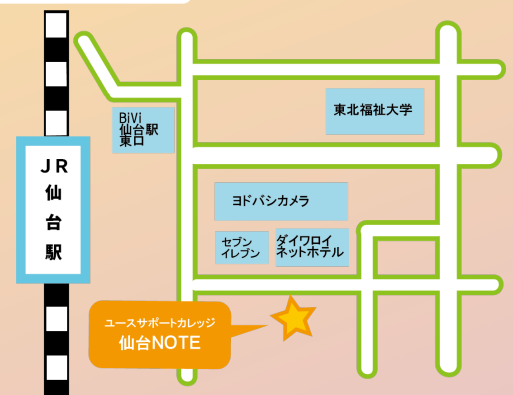 BiVi
仙台駅
東口
東北福祉大学
JR
仙
台
駅
ヨドバシカメラ
セブン
イレブン
ダイワロイ
ネットホテル
ユースサポートカレッジ
仙台NOTE